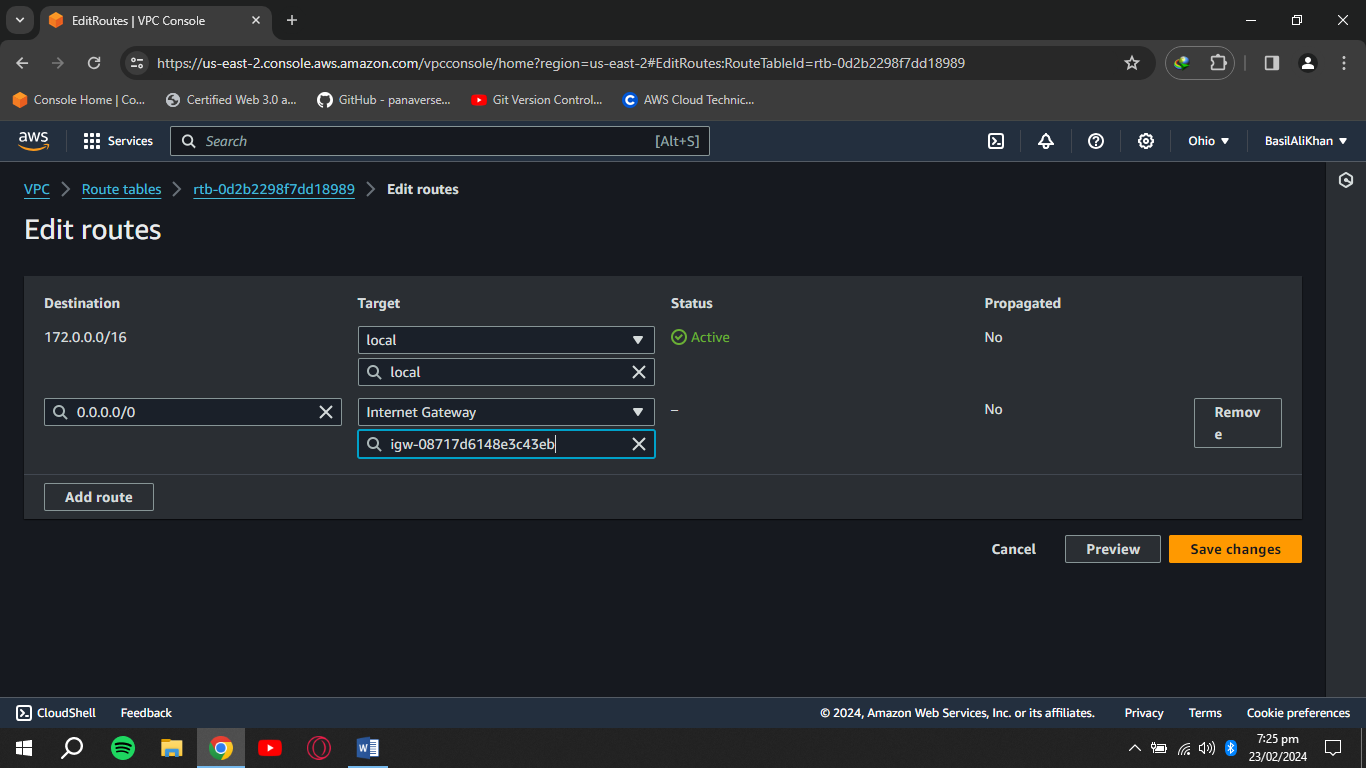 EditRoutes | VPC Console
https://us-east-2.console.aws.amazon.com/vpcconsole/home?region=us-east-2#EditRoutes:RouteTableId=rtb-0d2b2298f7dd18989
Console Home | Co... Certified Web 3.0 a... GitHub - panaverse... Git Version Control... AWS Cloud Technic...
aws Services Search [Alt+S] Ohio BasilAliKhan
VPC Route tables rtb-0d2b2298f7dd18989 Edit routes
Edit routes
Destination Target Status Propagated
172.0.0.0/16 local Active No
local
0.0.0.0/0 Internet Gateway – No Remov
e
igw-08717d6148e3c43eb
Add route
Cancel Preview Save changes
CloudShell Feedback © 2024, Amazon Web Services, Inc. or its affiliates. Privacy Terms Cookie preferences
7:25 pm
23/02/2024